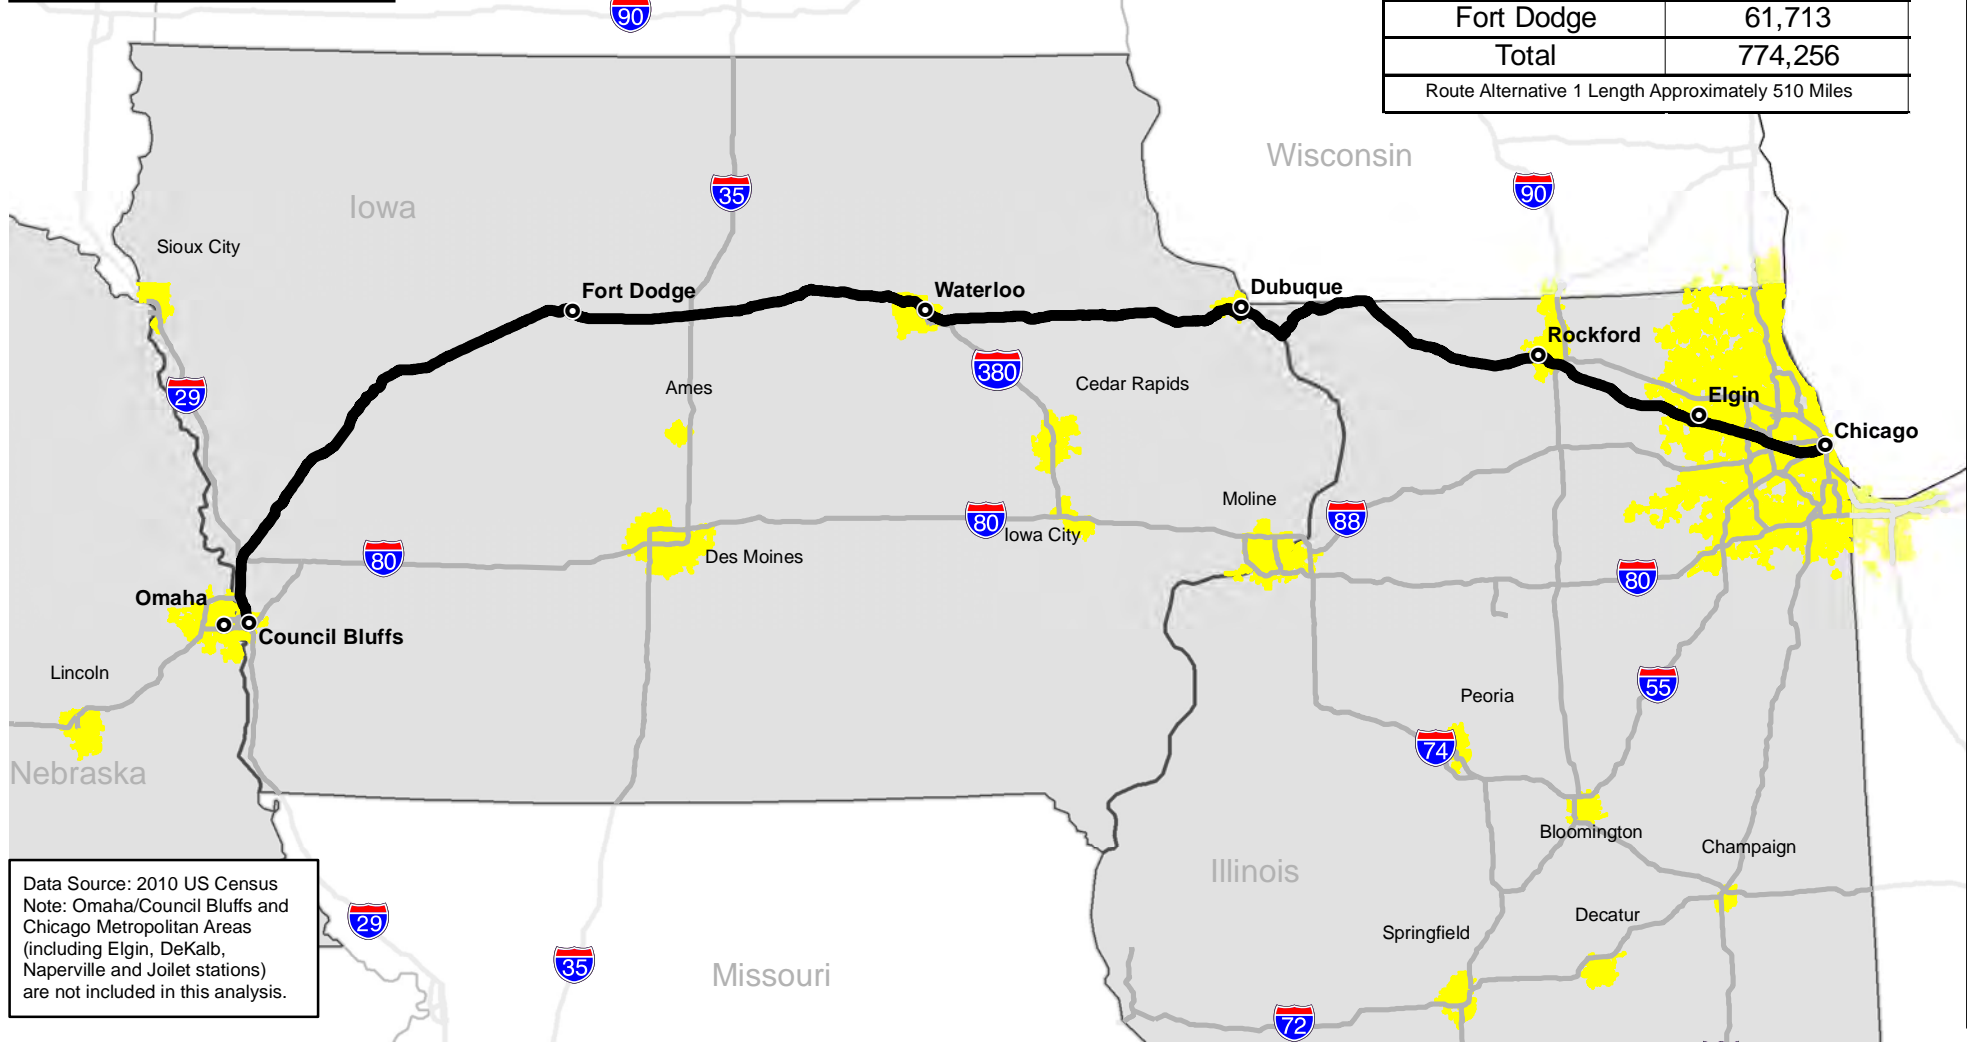 90
Fort Dodge 61,713
Total 774,256
Route Alternative 1 Length Approximately 510 Miles
Wisconsin
35
90
Iowa
Sioux City
Fort Dodge
Waterloo
Dubuque
Rockford
380
Ames
Cedar Rapids
29
Elgin
Chicago
Moline
80
Iowa City
88
80
Des Moines
80
Omaha
Council Bluffs
Lincoln
55
Peoria
74
Nebraska
Bloomington
Champaign
Illinois
Data Source: 2010 US Census
Note: Omaha/Council Bluffs and
Chicago Metropolitan Areas
(including Elgin, DeKalb,
Naperville and Joilet stations)
are not included in this analysis.
29
Decatur
Springfield
35
Missouri
72